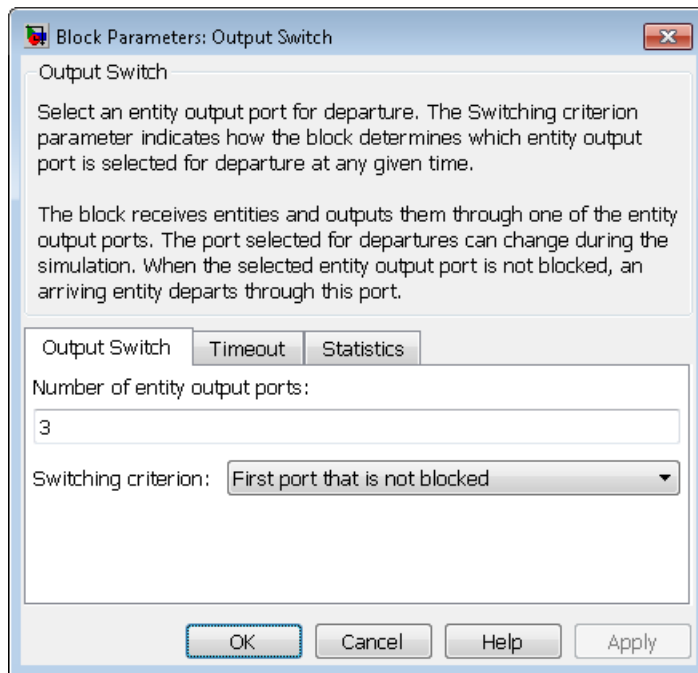 Block Parameters: Output Switch
Output Switch
Select an entity output port for departure. The Switching criterion
parameter indicates how the block determines which entity output
port is selected for departure at any given time.
The block receives entities and outputs them through one of the entity
output ports. The port selected for departures can change during the
simulation. When the selected entity output port is not blocked, an
arriving entity departs through this port.
Output Switch Timeout Statistics
Number of entity output ports:
3
Switching criterion: First port that is not blocked
OK Cancel Help Apply